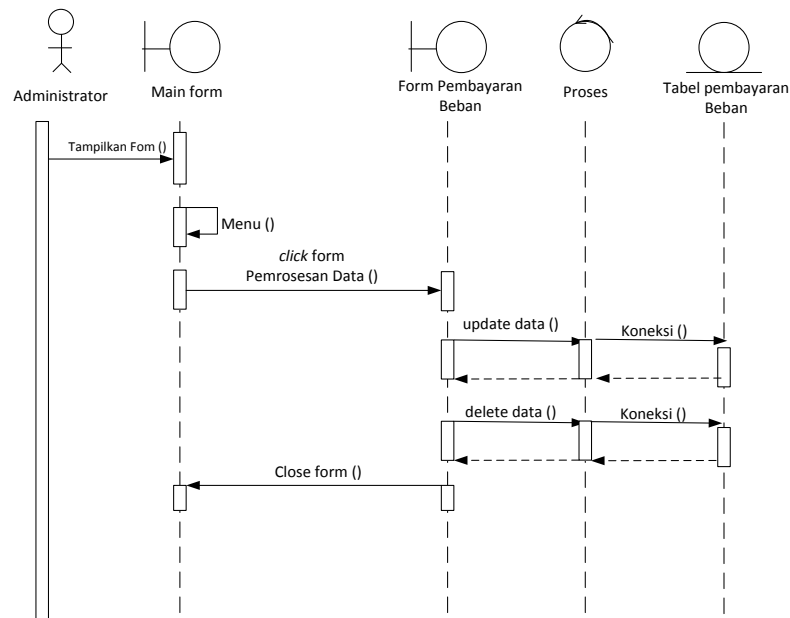 Administrator
Main form
Form Pembayaran
Beban
Proses
Tabel pembayaran
Beban
Tampilkan Fom ()
Menu ()
click form
Pemrosesan Data ()
update data ()
Koneksi ()
delete data ()
Koneksi ()
Close form ()